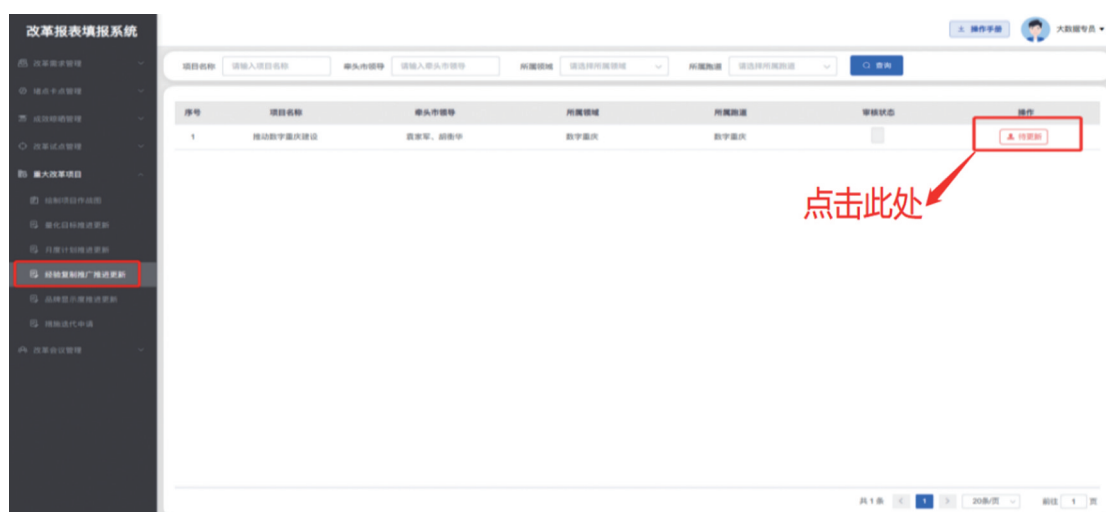 改革报表填报系统
操作手册
大数据专员
改革需求管理
堵点卡点管理
成效晾晒管理
改革试点管理
重大改革项目
绘制项目作战图
量化目标推进更新
月度计划推进更新
经验复制推广推进更新
品牌显示度推进更新
改革会议管理
项目名称 请输入项目名称 牵头市领导 请输入牵头市领导 所属领域 请选择所属领域 所属跑道 请选择所属跑道 查询
序号 项目名称 牵头市领导 所属领域 所属跑道 审核状态 操作
1 推动数字重庆建设 袁家军、胡衡华 数字重庆 数字重庆 待更新
点击此处
共 1 条 < 1 > 20条/页 前往 1 页